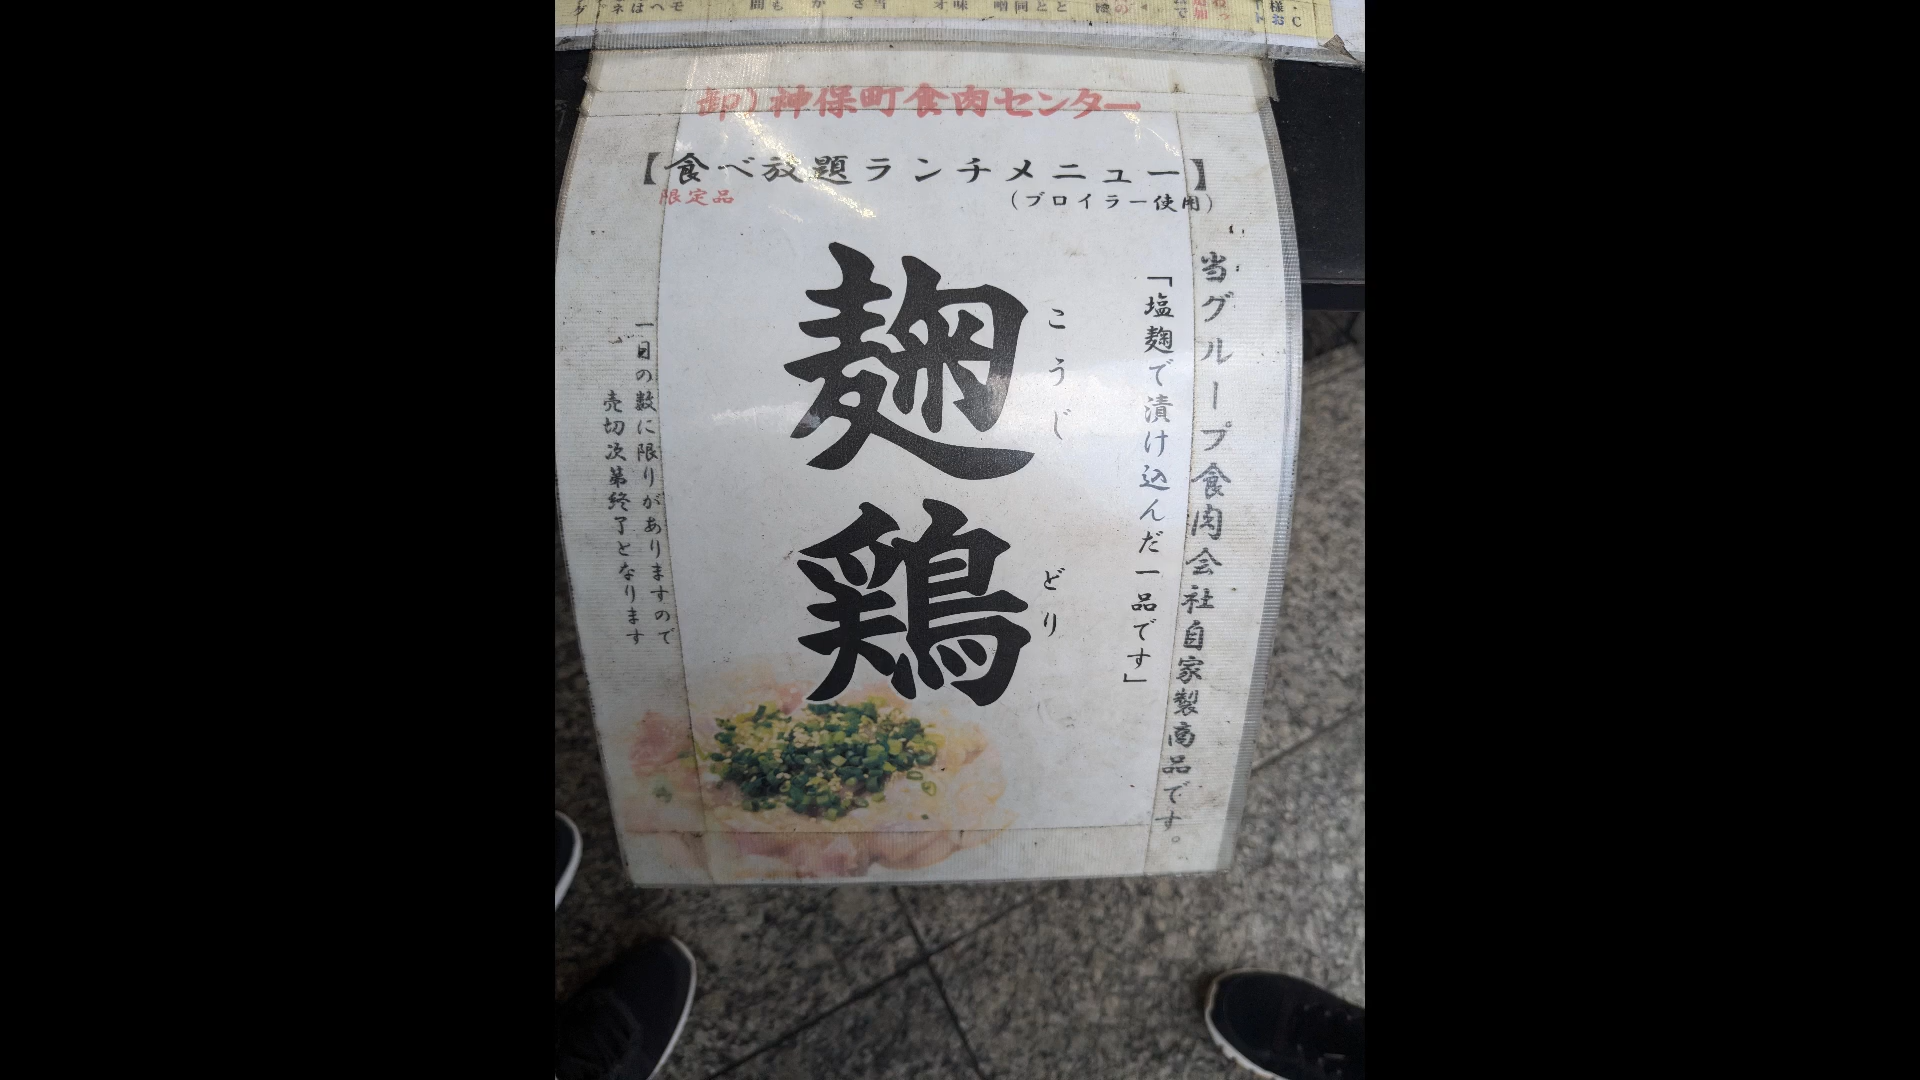 卸）神保町食肉センター
【食べ放題ランチメニュー】
限定品
（ブロイラー使用）
当グループ食肉会社自家製商品です。
「塩麹で漬け込んだ一品です」
こうじ どり
麹鶏
一日の数に限りがありますので
売切次第終了となります